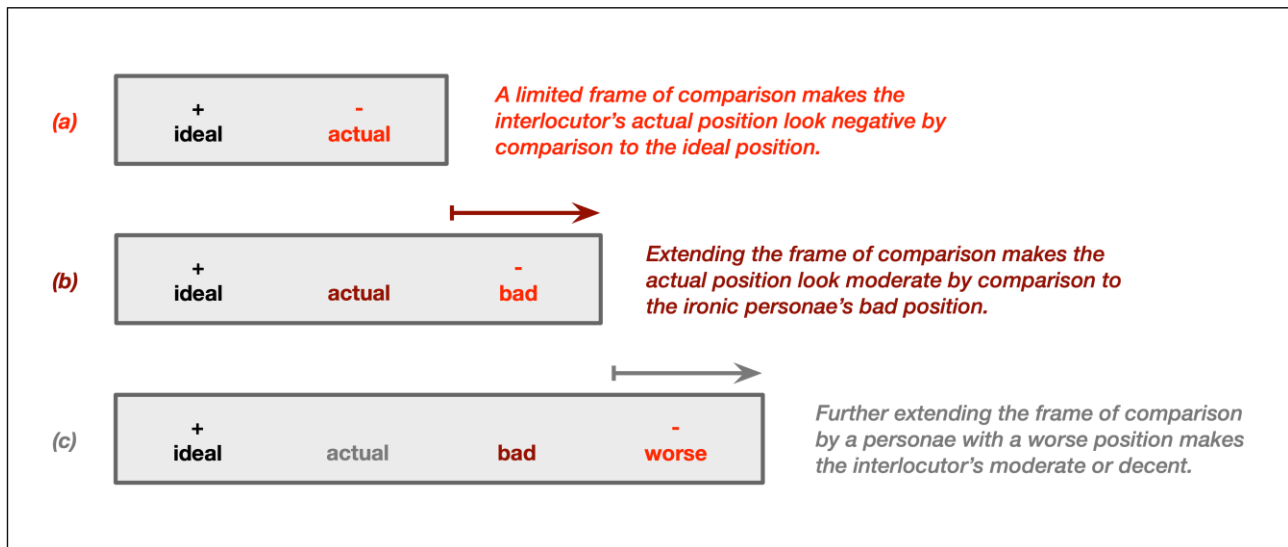 (a)
+ -
ideal actual
A limited frame of comparison makes the
interlocutor's actual position look negative by
comparison to the ideal position.
(b)
+ -
ideal actual bad
Extending the frame of comparison makes the
actual position look moderate by comparison to
the ironic personae's bad position.
(c)
+ -
ideal actual bad worse
Further extending the frame of comparison
by a personae with a worse position makes
the interlocutor's moderate or decent.